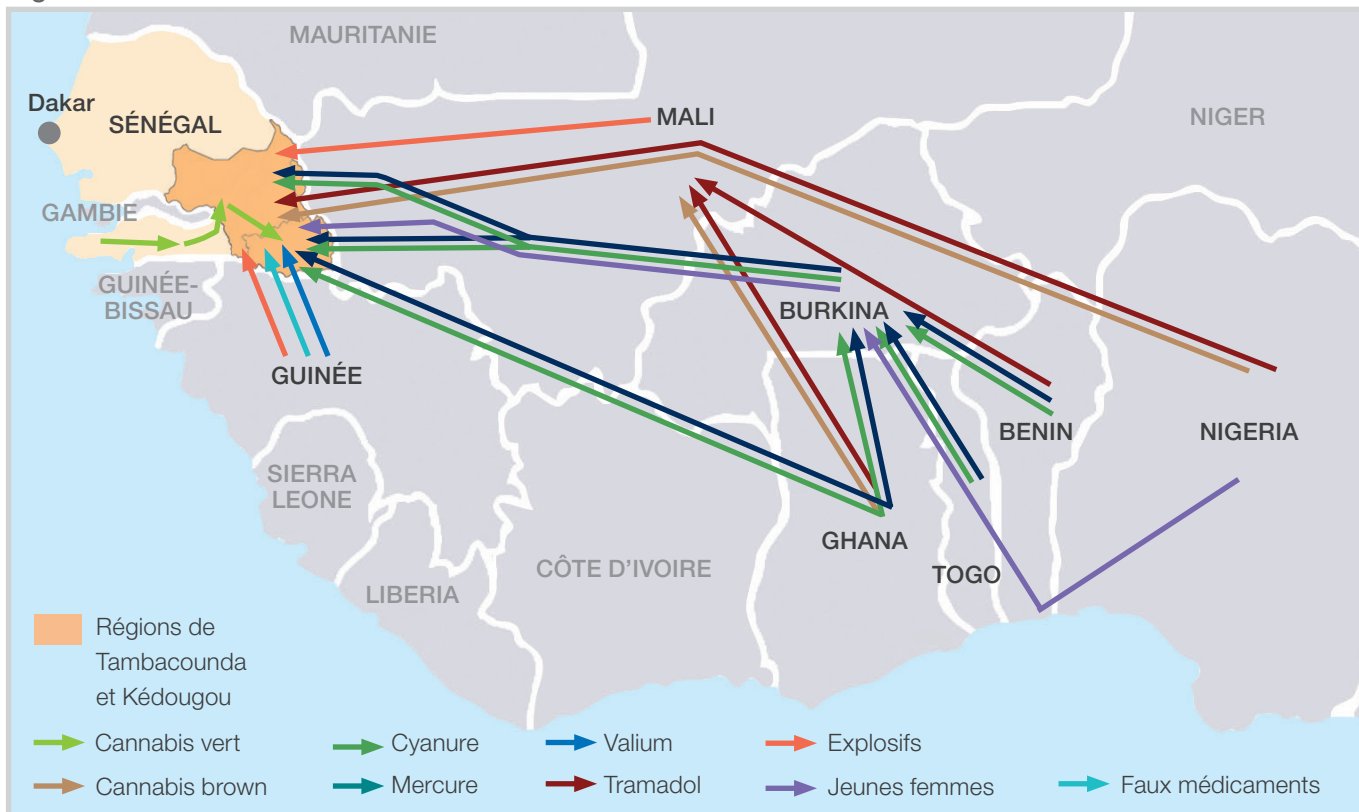 MAURITANIE
Dakar
SÉNÉGAL
MALI
NIGER
GAMBIE
GUINÉE-
BISSAU
BURKINA
GUINÉE
BENIN
NIGERIA
SIERRA
LEONE
GHANA
CÔTE D'IVOIRE
TOGO
LIBERIA
Régions de
Tambacounda
et Kédougou
Cannabis vert
Cyanure
Valium
Explosifs
Cannabis brown
Mercure
Tramadol
Jeunes femmes
Faux médicaments